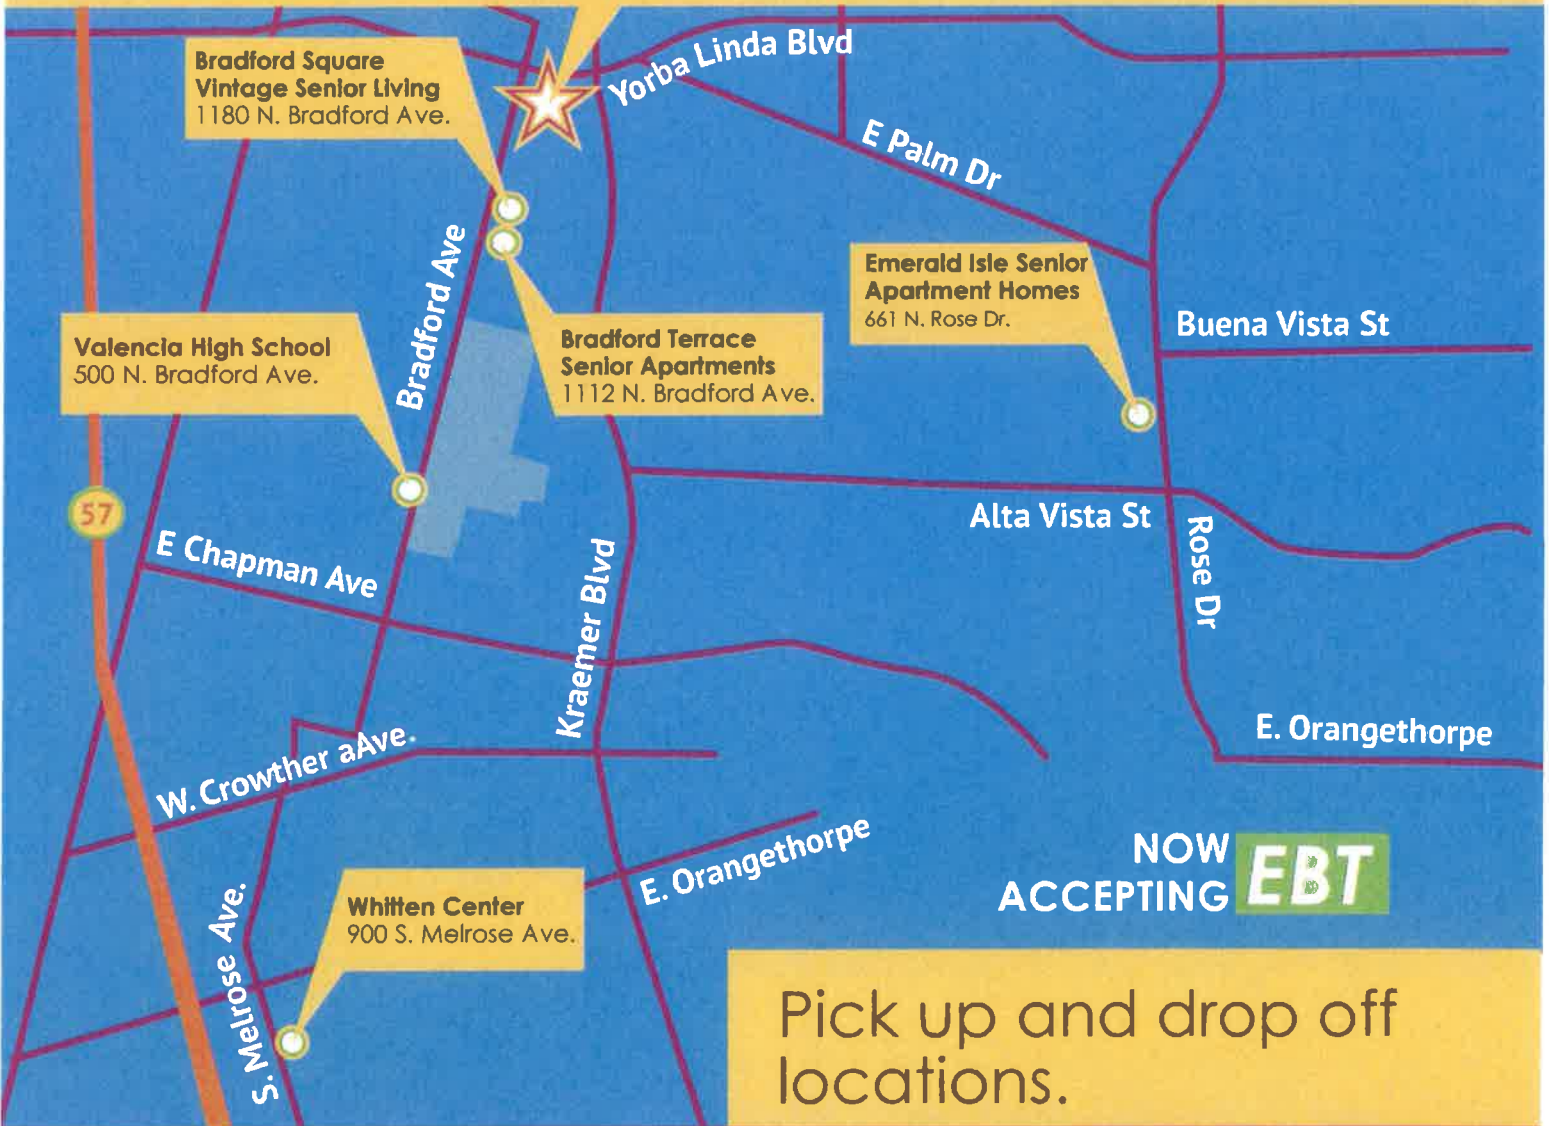 Yorba Linda Blvd
Bradford Square
Vintage Senior Living
1180 N. Bradford Ave.
E Palm Dr
Bradford Ave
Emerald Isle Senior
Apartment Homes
661 N. Rose Dr.
Buena Vista St
Valencia High School
500 N. Bradford Ave.
Bradford Terrace
Senior Apartments
1112 N. Bradford Ave.
57
Alta Vista St
Rose Dr
E Chapman Ave
Kraemer Blvd
E. Orangethorpe
W. Crowther aAve.
E. Orangethorpe
NOW
ACCEPTING
EBT
S. Melrose Ave.
Whitten Center
900 S. Melrose Ave.
Pick up and drop off
locations.